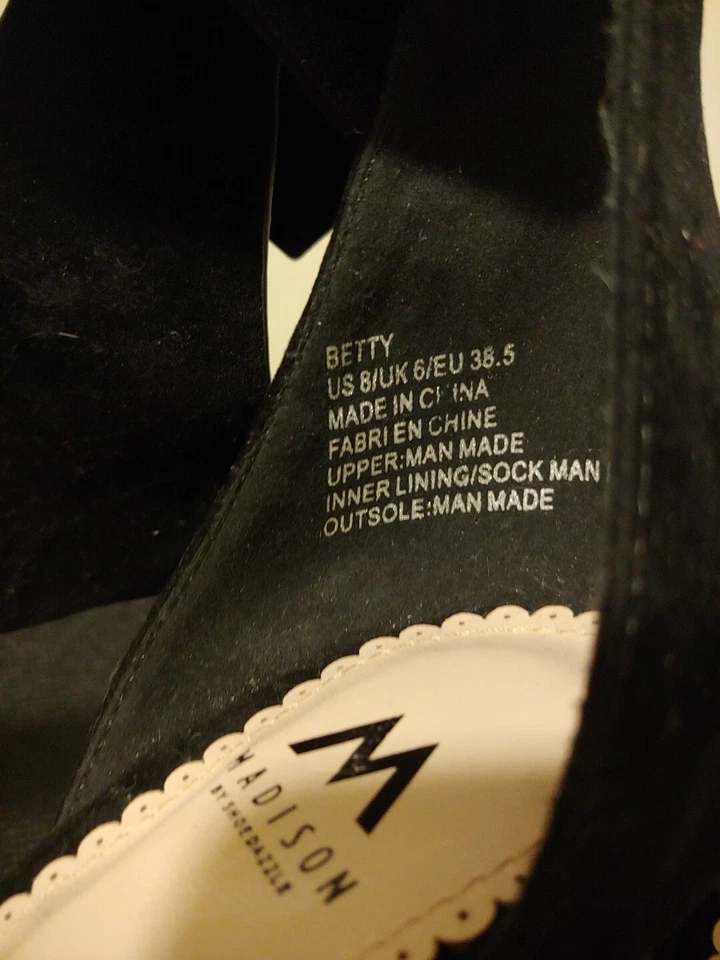 BETTY
US 8/UK 6/EU 38.5
MADE IN CHINA
FABRI EN CHINE
UPPER:MAN MADE
INNER LINING/SOCK MAN
OUTSOLE:MAN MADE
M
MADISON
BY SHOEDAZZLE